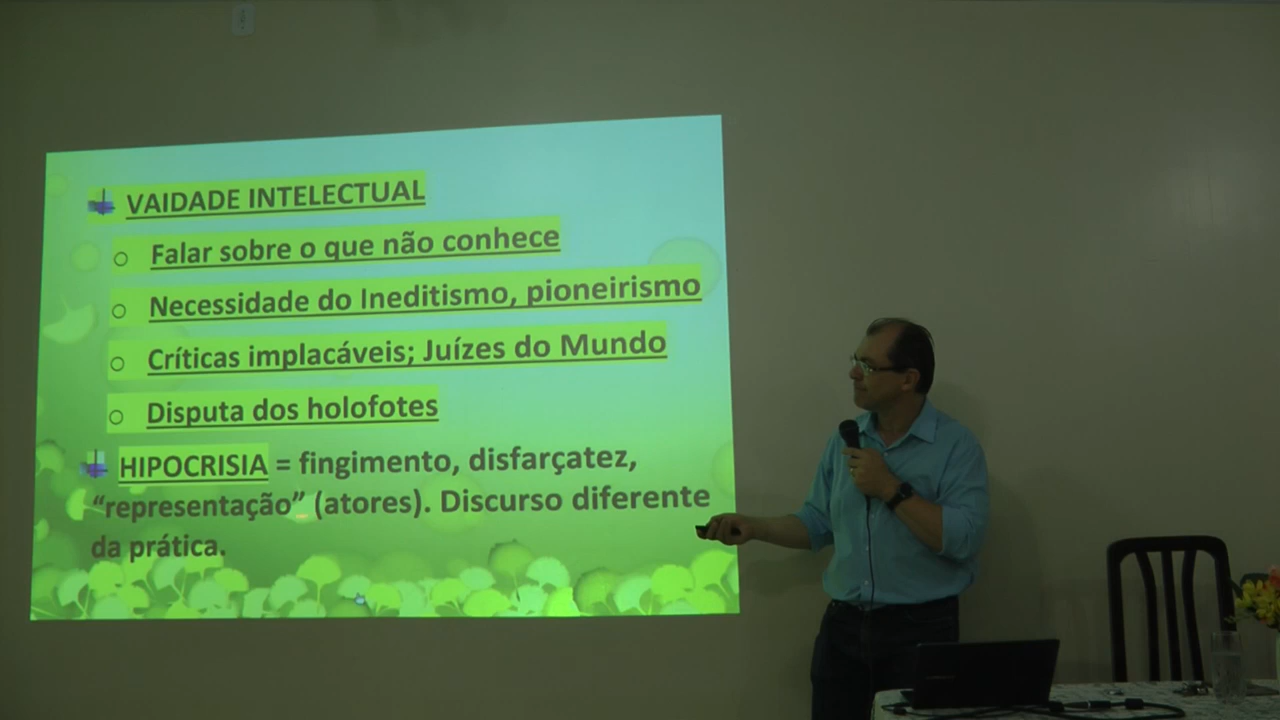 VAIDADE INTELECTUAL
Falar sobre o que não conhece
Necessidade do Ineditismo, pioneirismo
Críticas implacáveis; Juízes do Mundo
Disputa dos holofotes
HIPOCRISIA = fingimento, disfarçatez,
“representação” (atores). Discurso diferente
da prática.